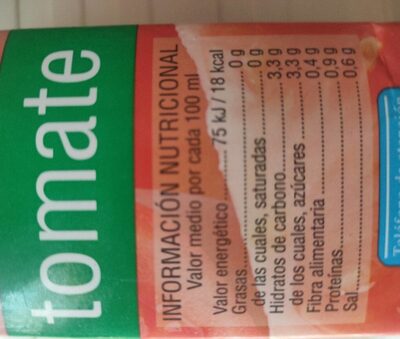 tomate
INFORMACIÓN NUTRICIONAL
Valor medio por cada 100 ml
Valor energético..... 75 kJ / 18 kcal
Grasas..... 0 g
de las cuales, saturadas..... 0 g
Hidratos de carbono..... 3,3 g
de los cuales, azúcares..... 3,3 g
Fibra alimentaria..... 0,4 g
Proteínas..... 0,9 g
Sal..... 0,6 g